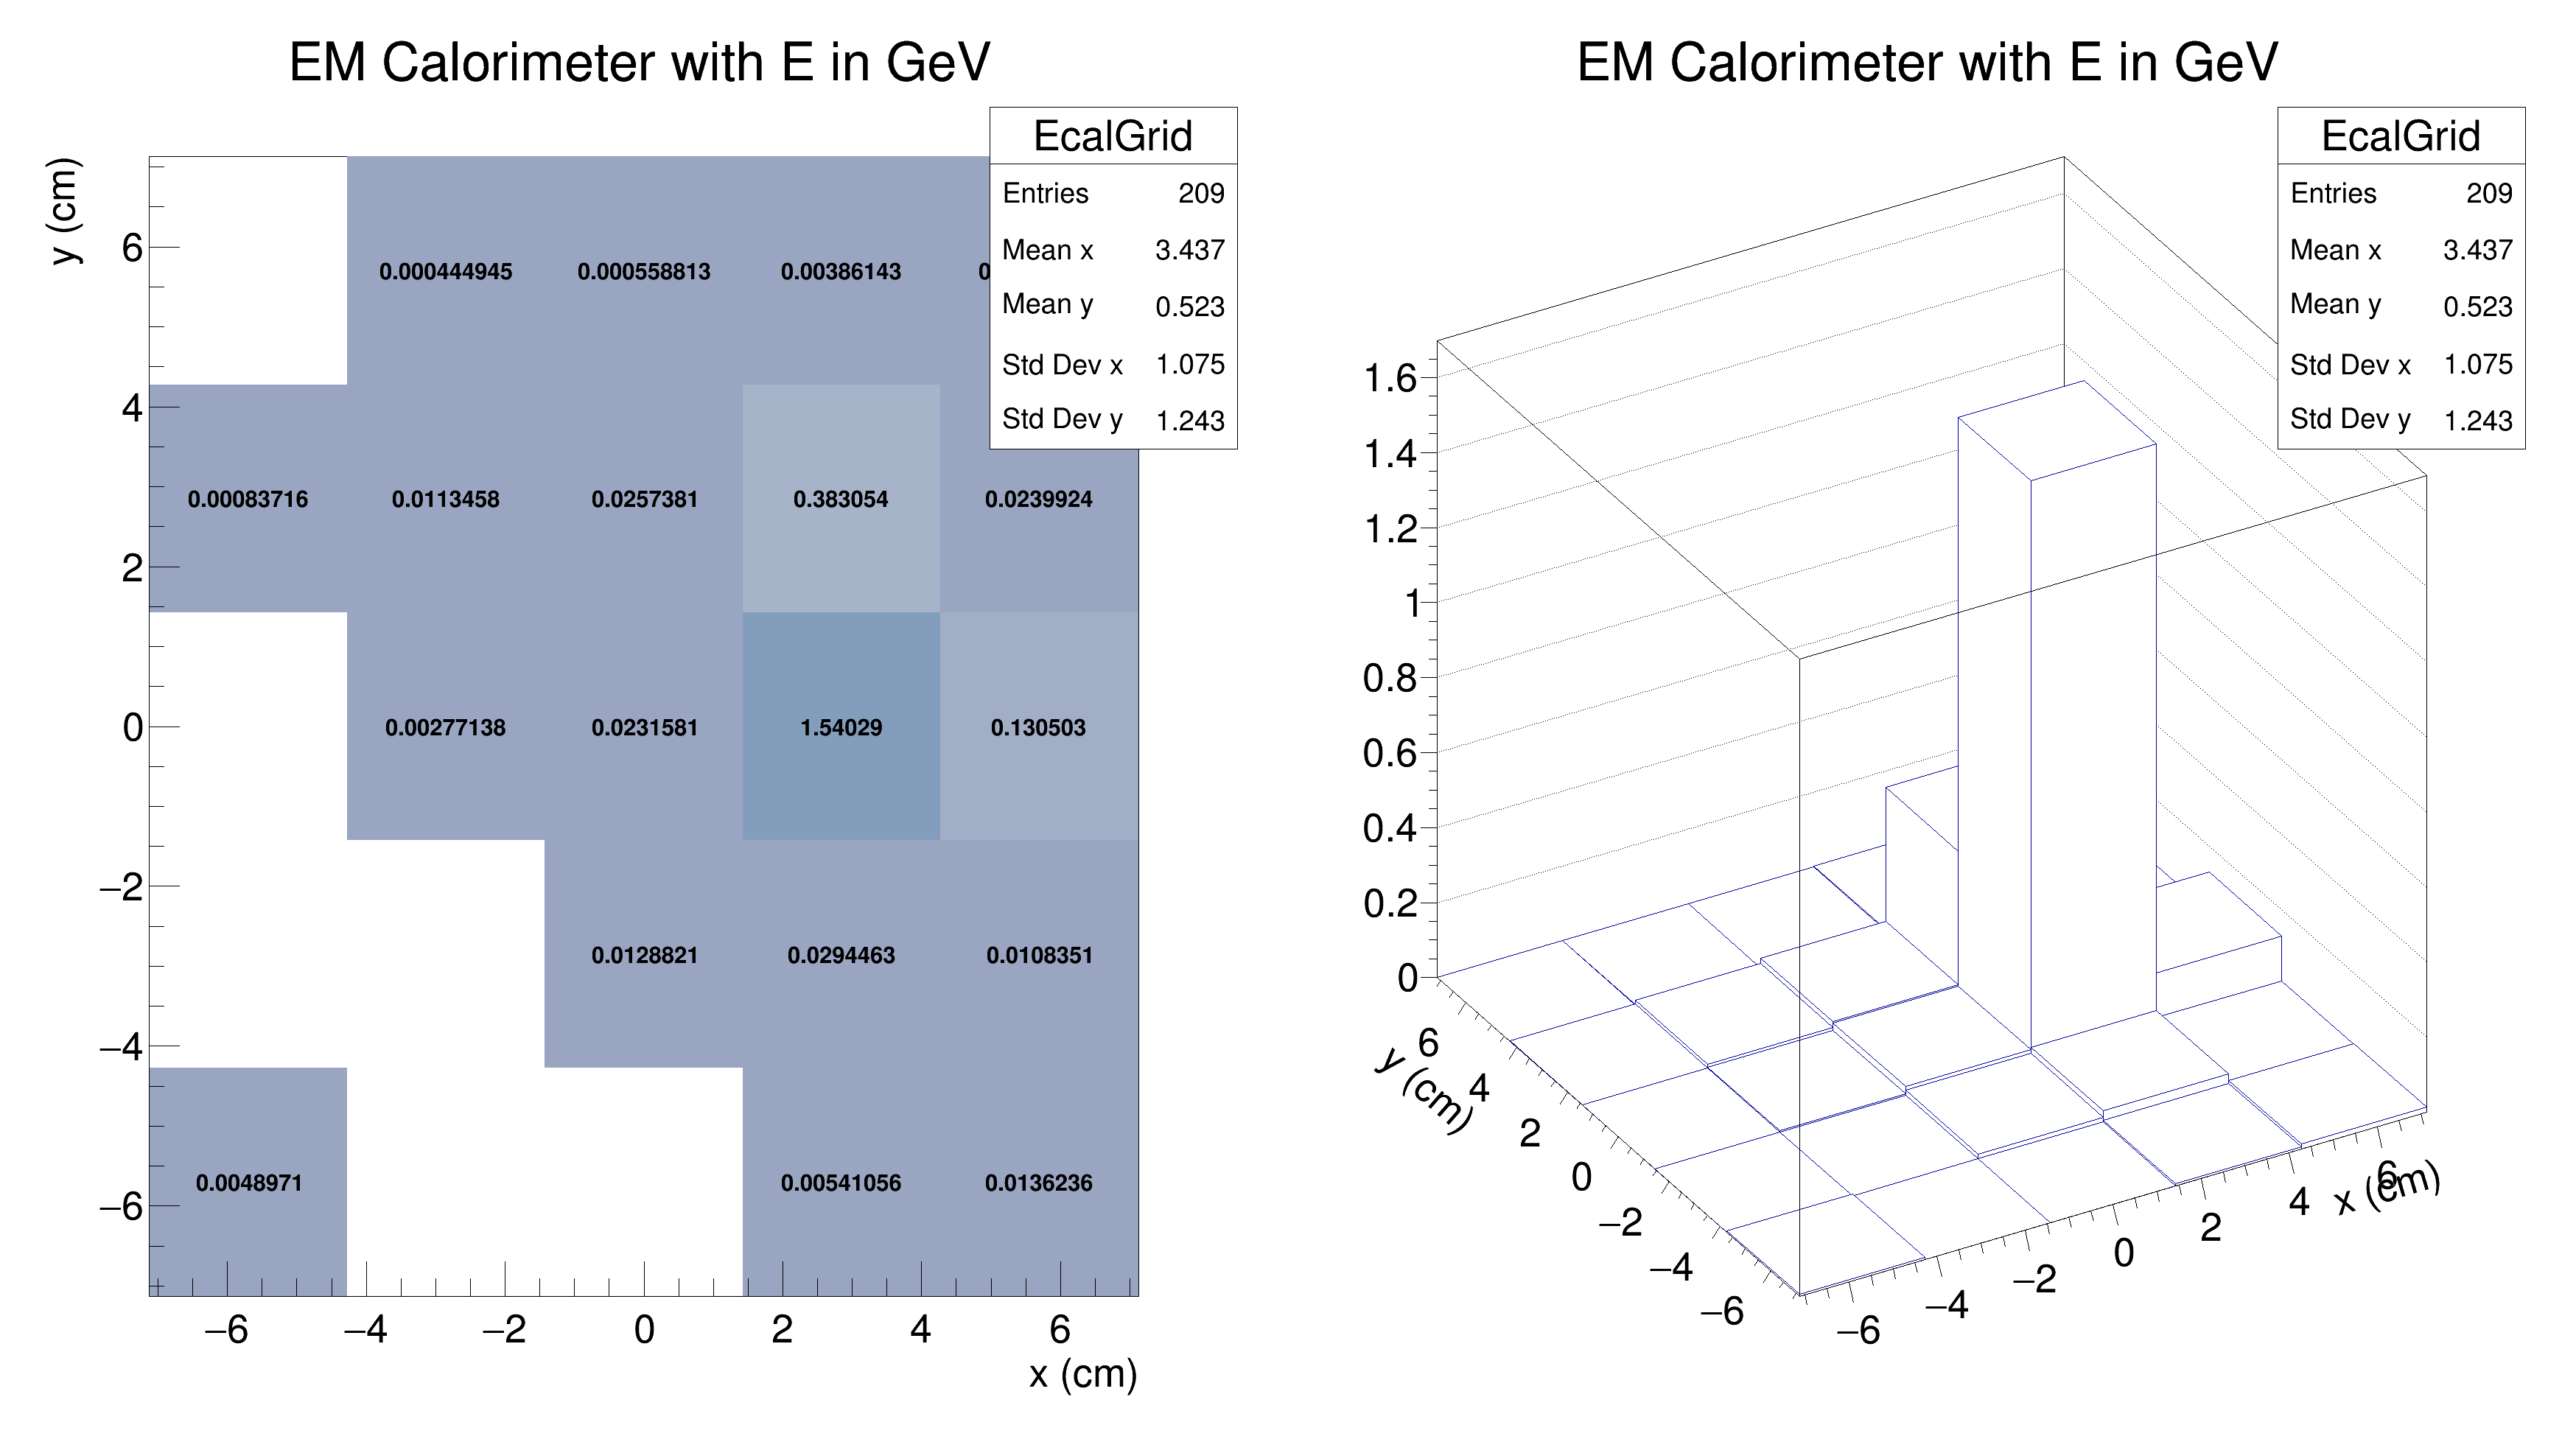 EM Calorimeter with E in GeV
EcalGrid
Entries 209
Mean x 3.437
Mean y 0.523
Std Dev x 1.075
Std Dev y 1.243
y (cm)
6
4
2
0
−2
−4
−6
0.000444945 0.000558813 0.00386143
0.00083716 0.0113458 0.0257381 0.383054 0.0239924
0.00277138 0.0231581 1.54029 0.130503
0.0128821 0.0294463 0.0108351
0.0048971 0.00541056 0.0136236
−6 −4 −2 0 2 4 6
x (cm)
EM Calorimeter with E in GeV
EcalGrid
Entries 209
Mean x 3.437
Mean y 0.523
Std Dev x 1.075
Std Dev y 1.243
1.6
1.4
1.2
1
0.8
0.6
0.4
0.2
0
y (cm)
6
4
2
0
−2
−4
−6
−6
−4
−2
0
2
4
6
x (cm)